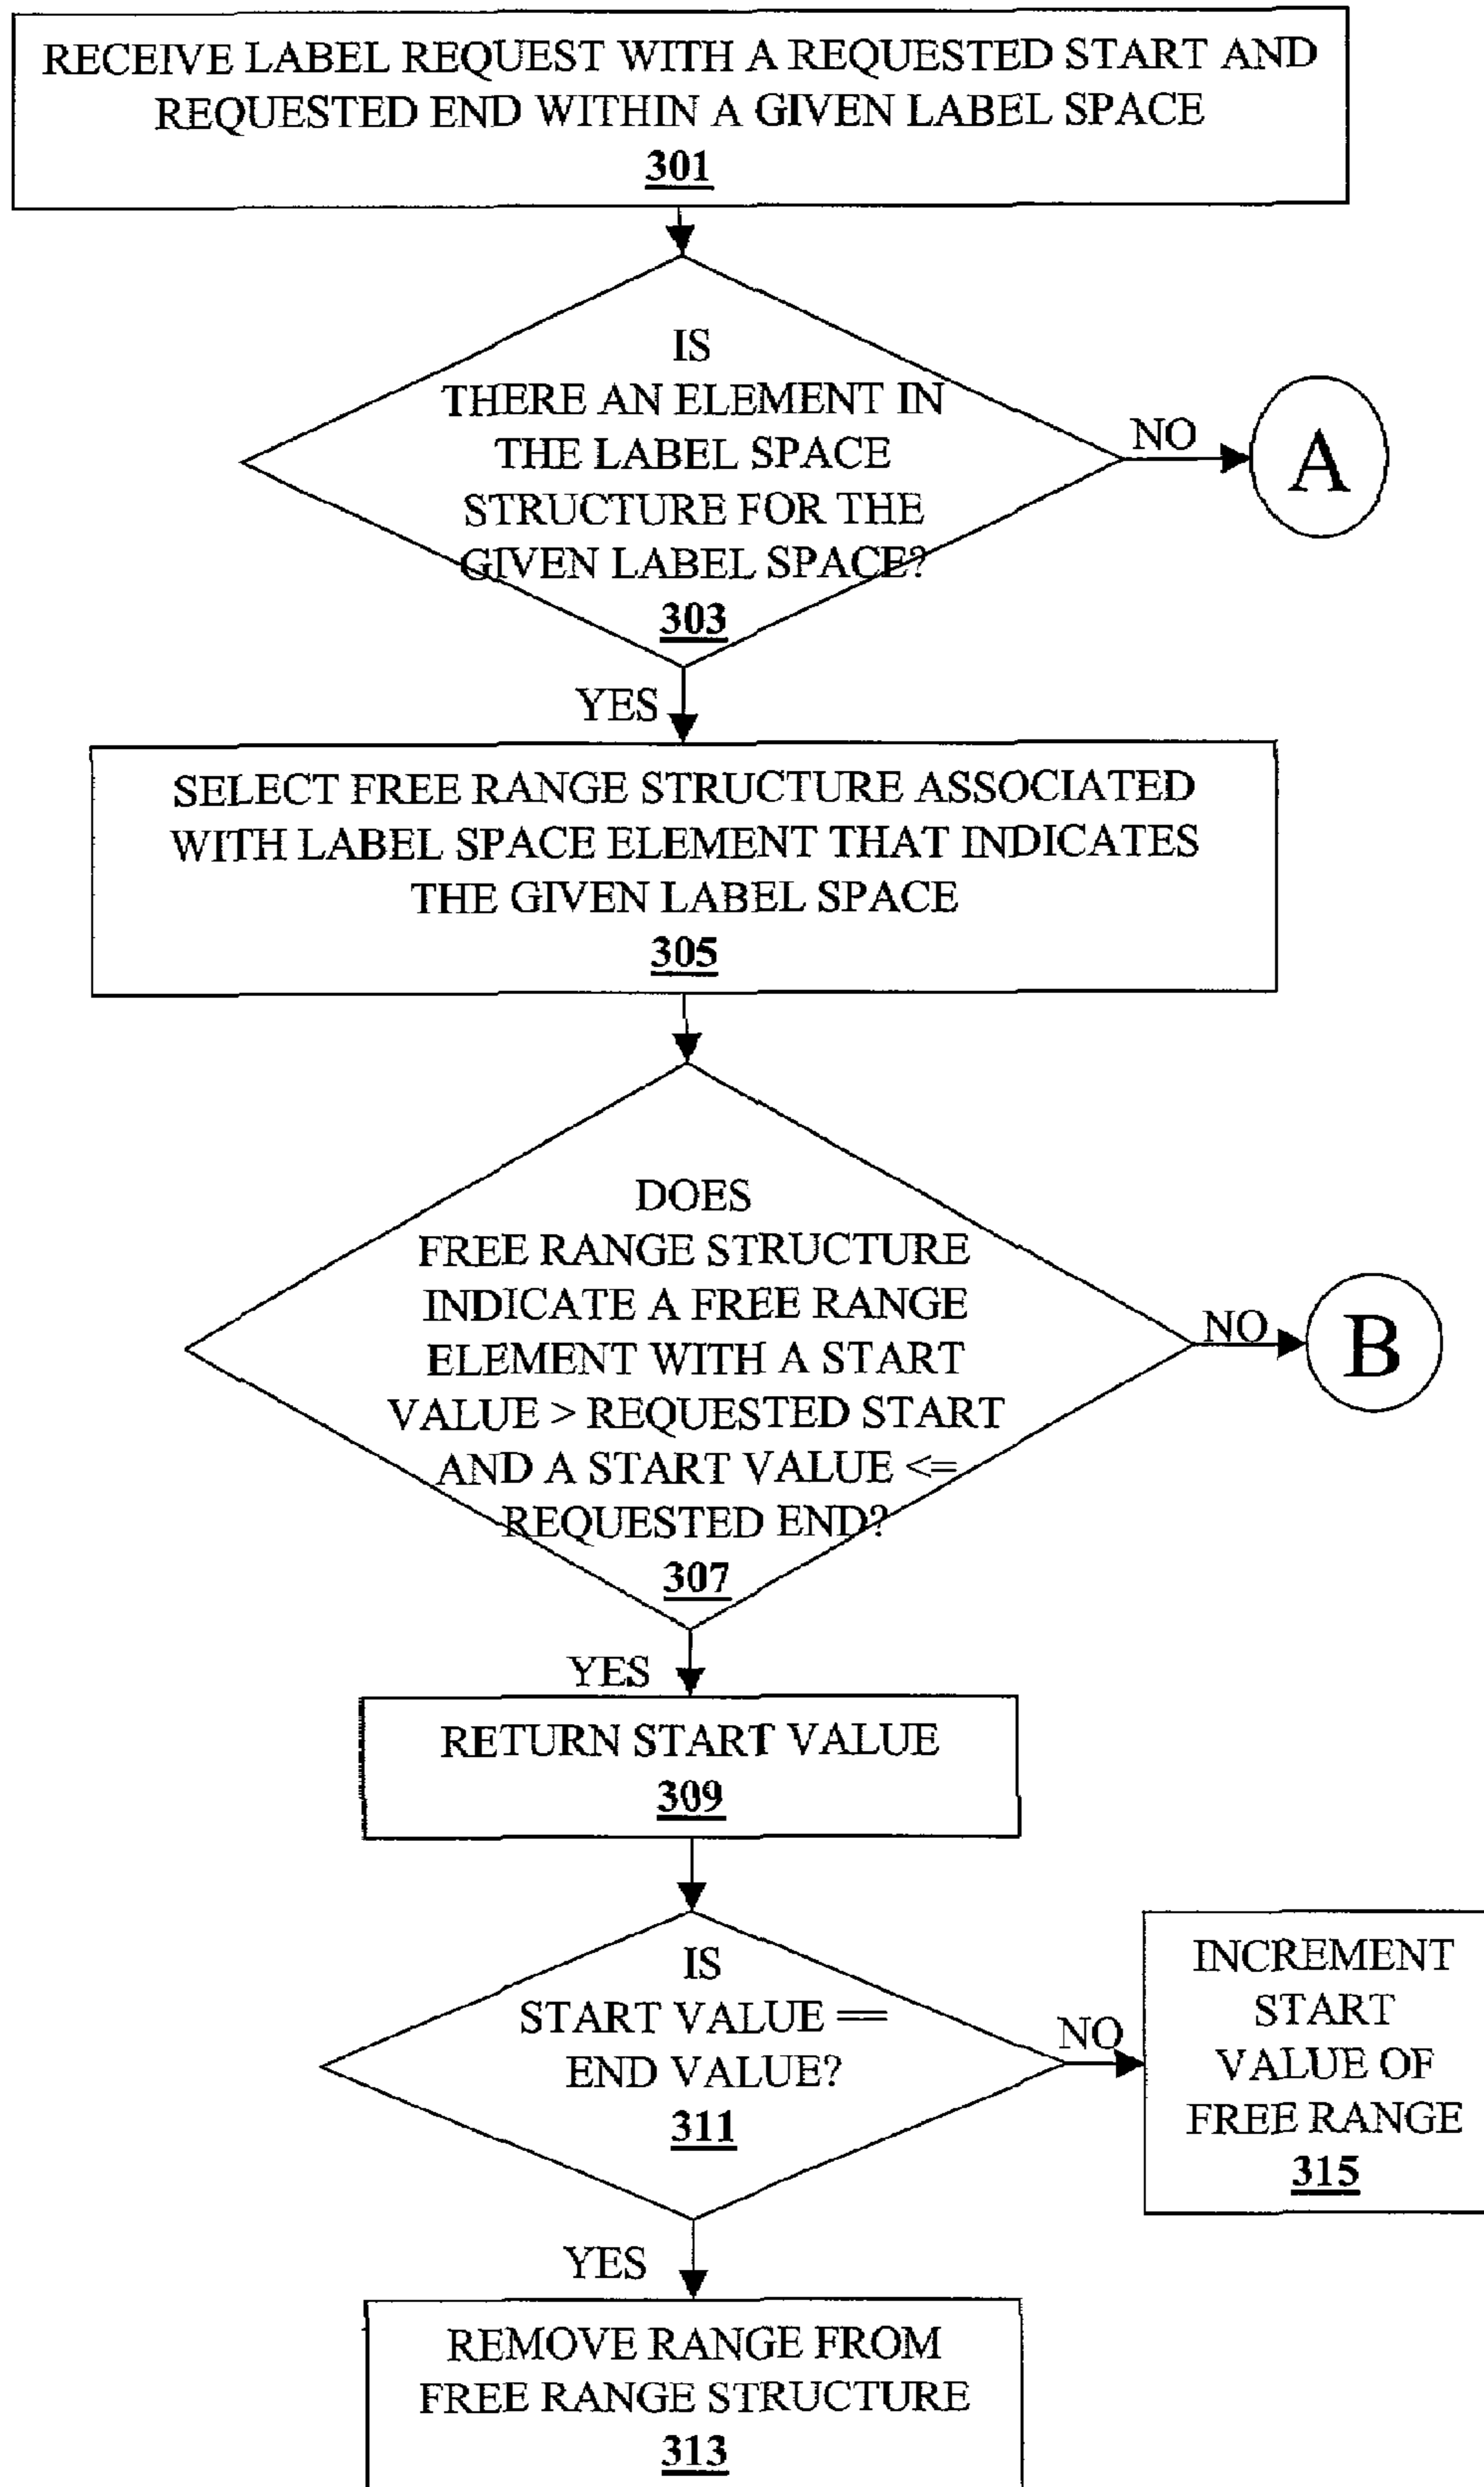 RECEIVE LABEL REQUEST WITH A REQUESTED START AND
REQUESTED END WITHIN A GIVEN LABEL SPACE
301
IS
THERE AN ELEMENT IN
THE LABEL SPACE
STRUCTURE FOR THE
GIVEN LABEL SPACE?
303
NO
A
YES
SELECT FREE RANGE STRUCTURE ASSOCIATED
WITH LABEL SPACE ELEMENT THAT INDICATES
THE GIVEN LABEL SPACE
305
DOES
FREE RANGE STRUCTURE
INDICATE A FREE RANGE
ELEMENT WITH A START
VALUE > REQUESTED START
AND A START VALUE <=
REQUESTED END?
307
NO
B
YES
RETURN START VALUE
309
IS
START VALUE ==
END VALUE?
311
NO
INCREMENT
START
VALUE OF
FREE RANGE
315
YES
REMOVE RANGE FROM
FREE RANGE STRUCTURE
313